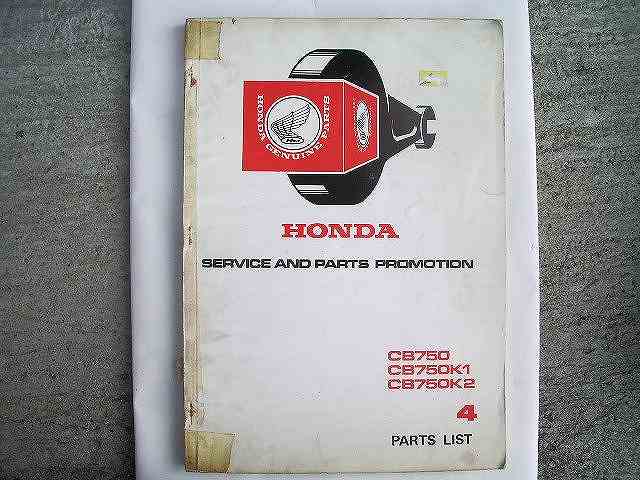 HONDA GENUINE PARTS
HONDA
SERVICE AND PARTS PROMOTION
CB750
CB750K1
CB750K2
4
PARTS LIST